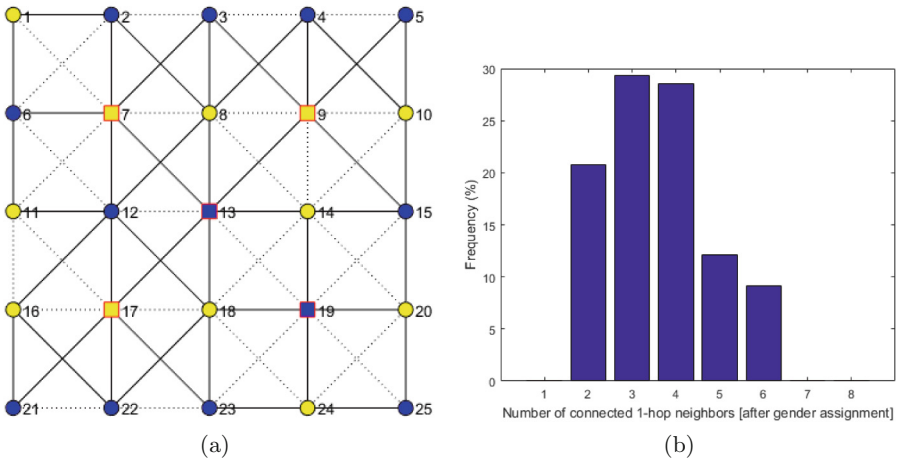 1 2 3 4 5
6 7 8 9 10
11 12 13 14 15
16 17 18 19 20
21 22 23 24 25
(a)
30
25
20
15
10
5
0
Frequency (%)
1 2 3 4 5 6 7 8
Number of connected 1-hop neighbors [after gender assignment]
(b)